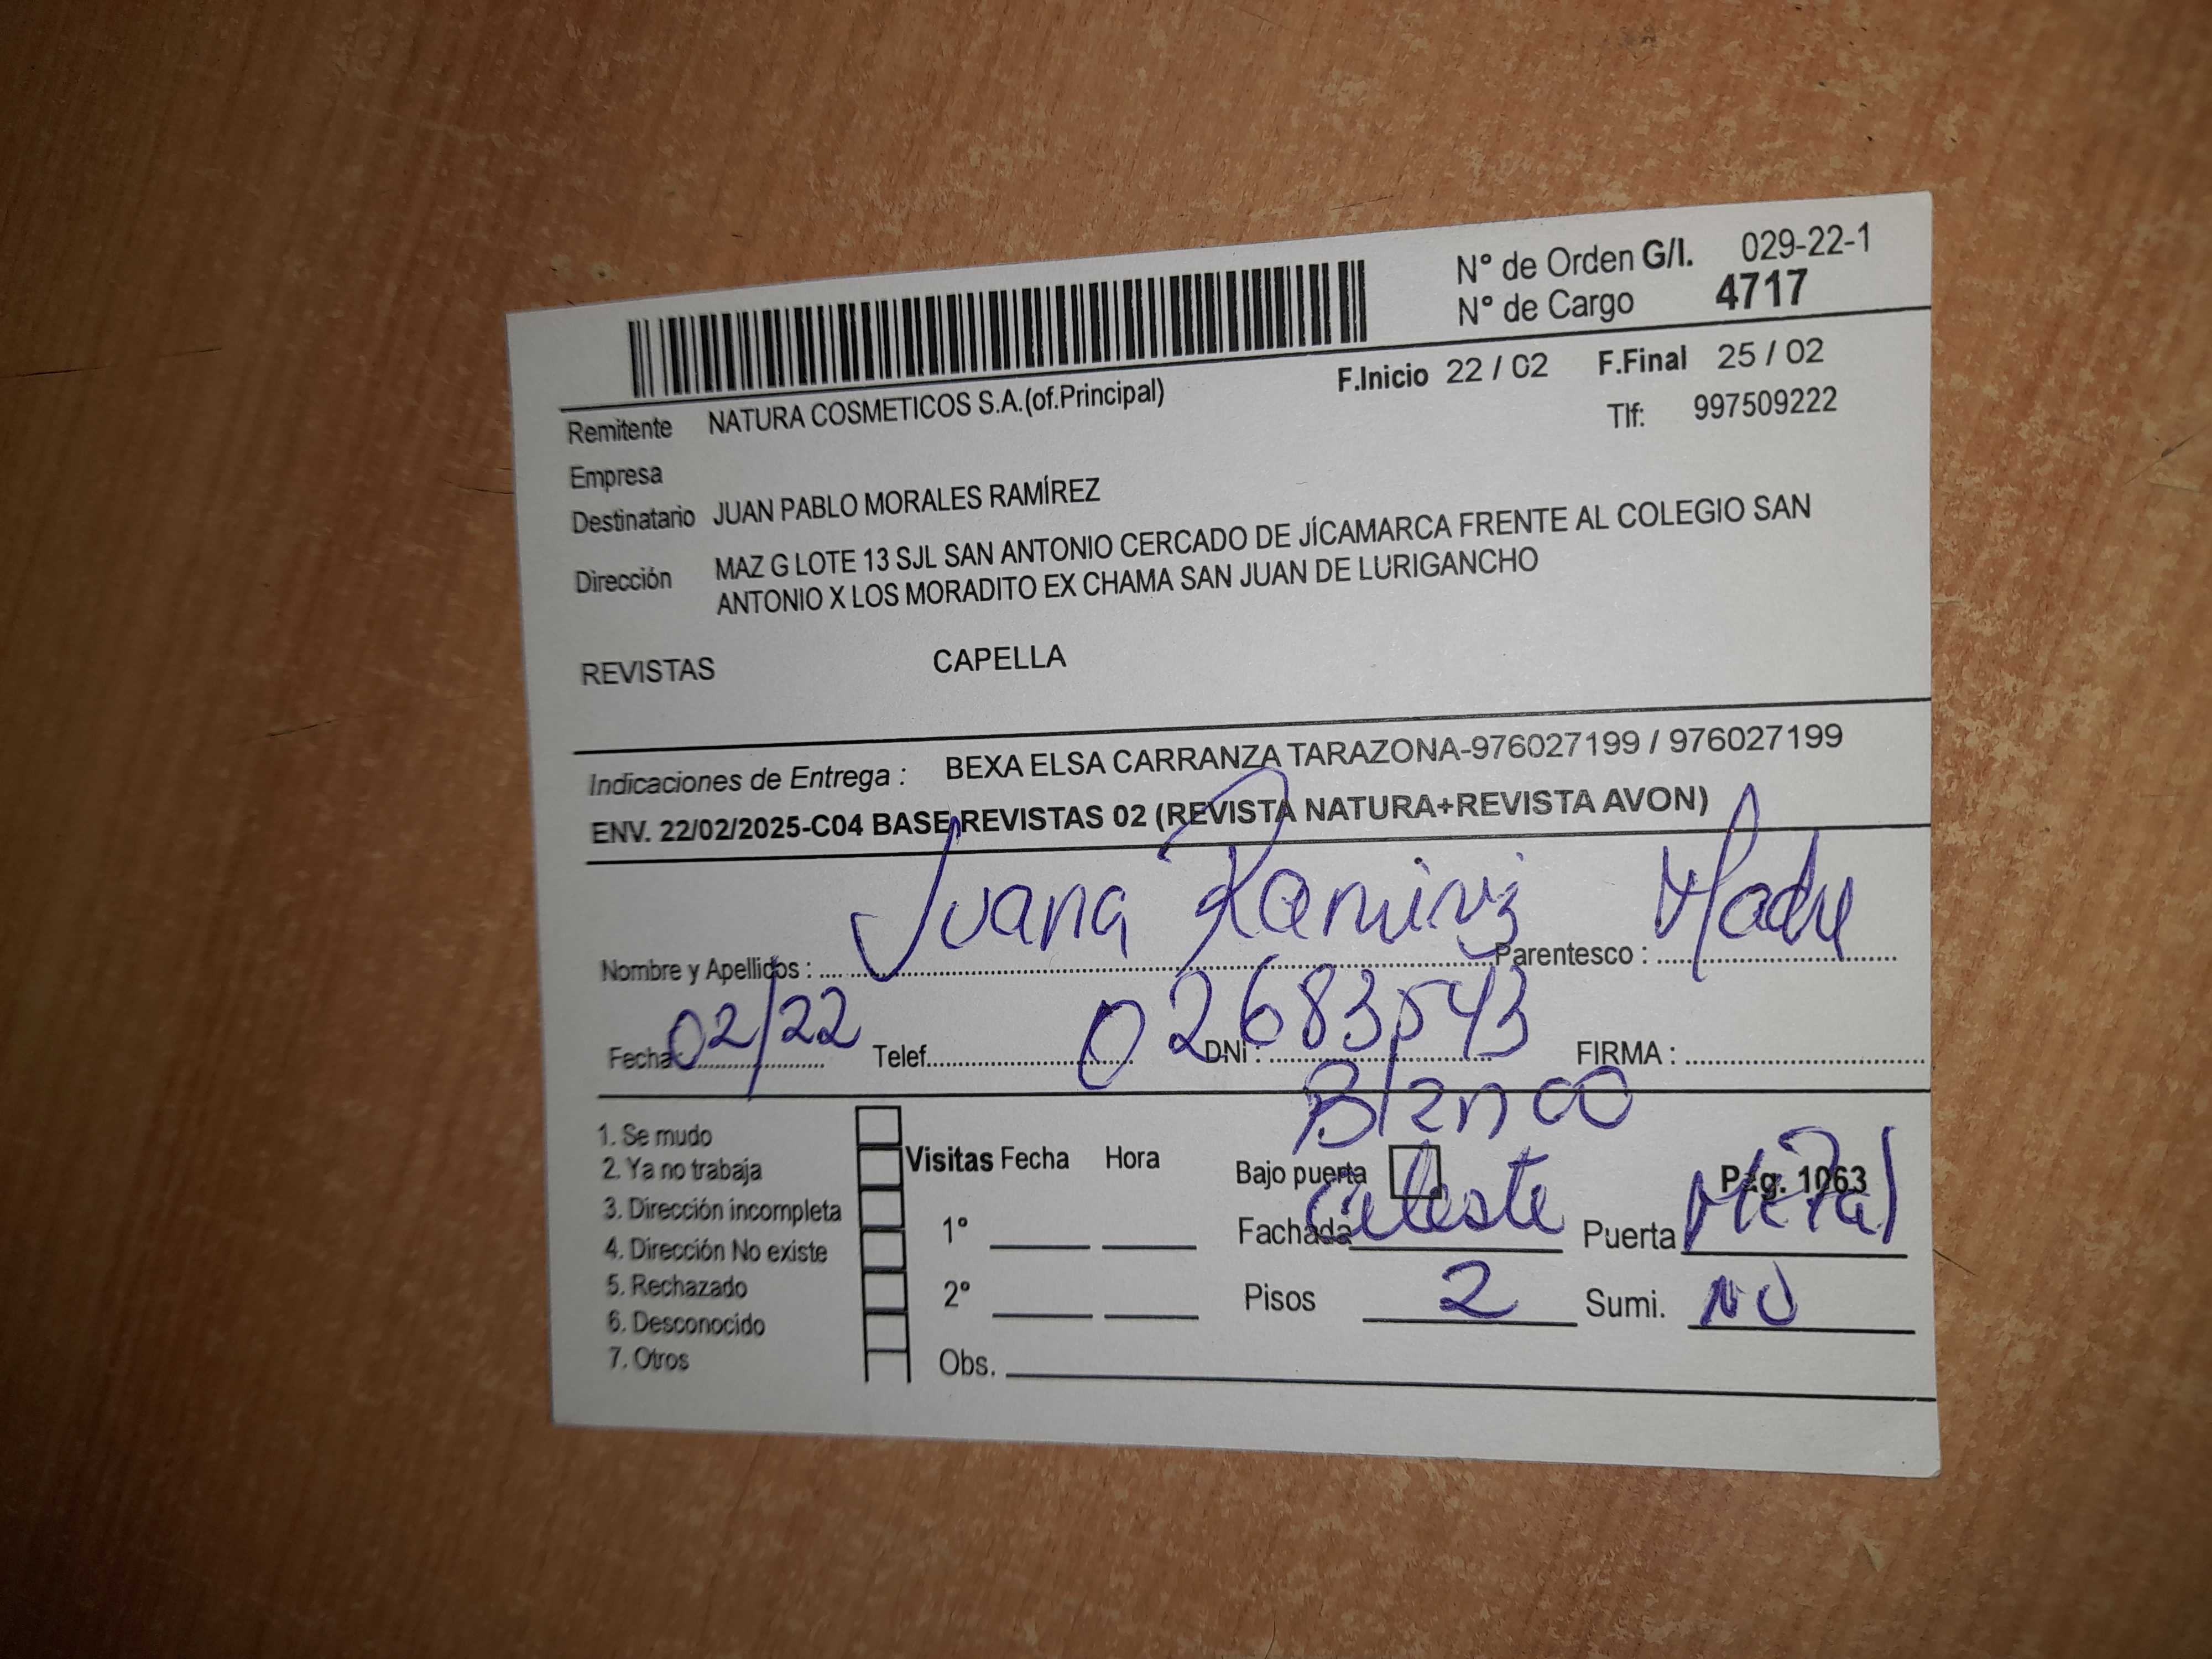 N° de Orden G/I. 029-22-1
N° de Cargo 4717
F.Inicio 22 / 02 F.Final 25 / 02
Remitente NATURA COSMETICOS S.A.(of.Principal) Tlf: 997509222
Empresa
Destinatario JUAN PABLO MORALES RAMÍREZ
Dirección MAZ G LOTE 13 SJL SAN ANTONIO CERCADO DE JÍCAMARCA FRENTE AL COLEGIO SAN
ANTONIO X LOS MORADITO EX CHAMA SAN JUAN DE LURIGANCHO
REVISTAS CAPELLA
Indicaciones de Entrega : BEXA ELSA CARRANZA TARAZONA-976027199 / 976027199
ENV. 22/02/2025-C04 BASE REVISTAS 02 (REVISTA NATURA+REVISTA AVON)
Nombre y Apellidos : Juana Ramirez Parentesco : Madre
Fecha 02/22 Telef. DNI : 02683543 FIRMA :
Blanco
1. Se mudo
2. Ya no trabaja
3. Dirección incompleta
4. Dirección No existe
5. Rechazado
6. Desconocido
7. Otros
Visitas Fecha Hora
1°
2°
Obs.
Bajo puerta Pág. 1063
Fachada Celeste Puerta Metal
Pisos 2 Sumi. NO